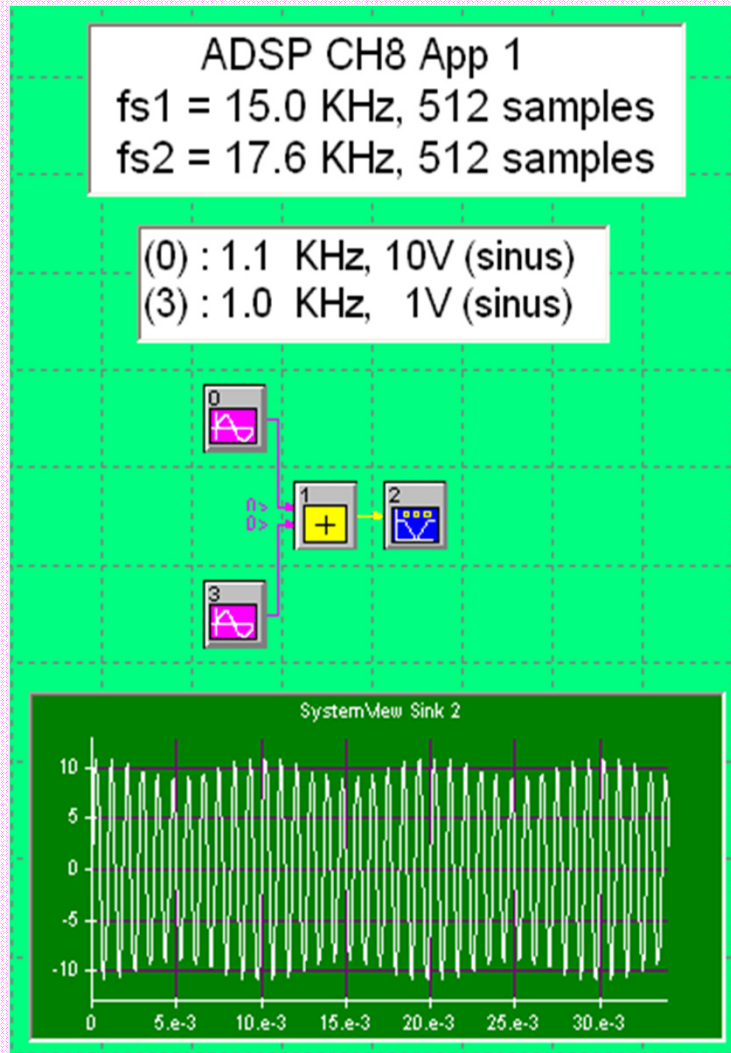 ADSP CH8 App 1
fs1 = 15.0 KHz, 512 samples
fs2 = 17.6 KHz, 512 samples
(0) : 1.1 KHz, 10V (sinus)
(3) : 1.0 KHz, 1V (sinus)
0
0>
1
2
0>
+
3
SystemView Sink 2
10
5
0
-5
-10
0 5.e-3 10.e-3 15.e-3 20.e-3 25.e-3 30.e-3